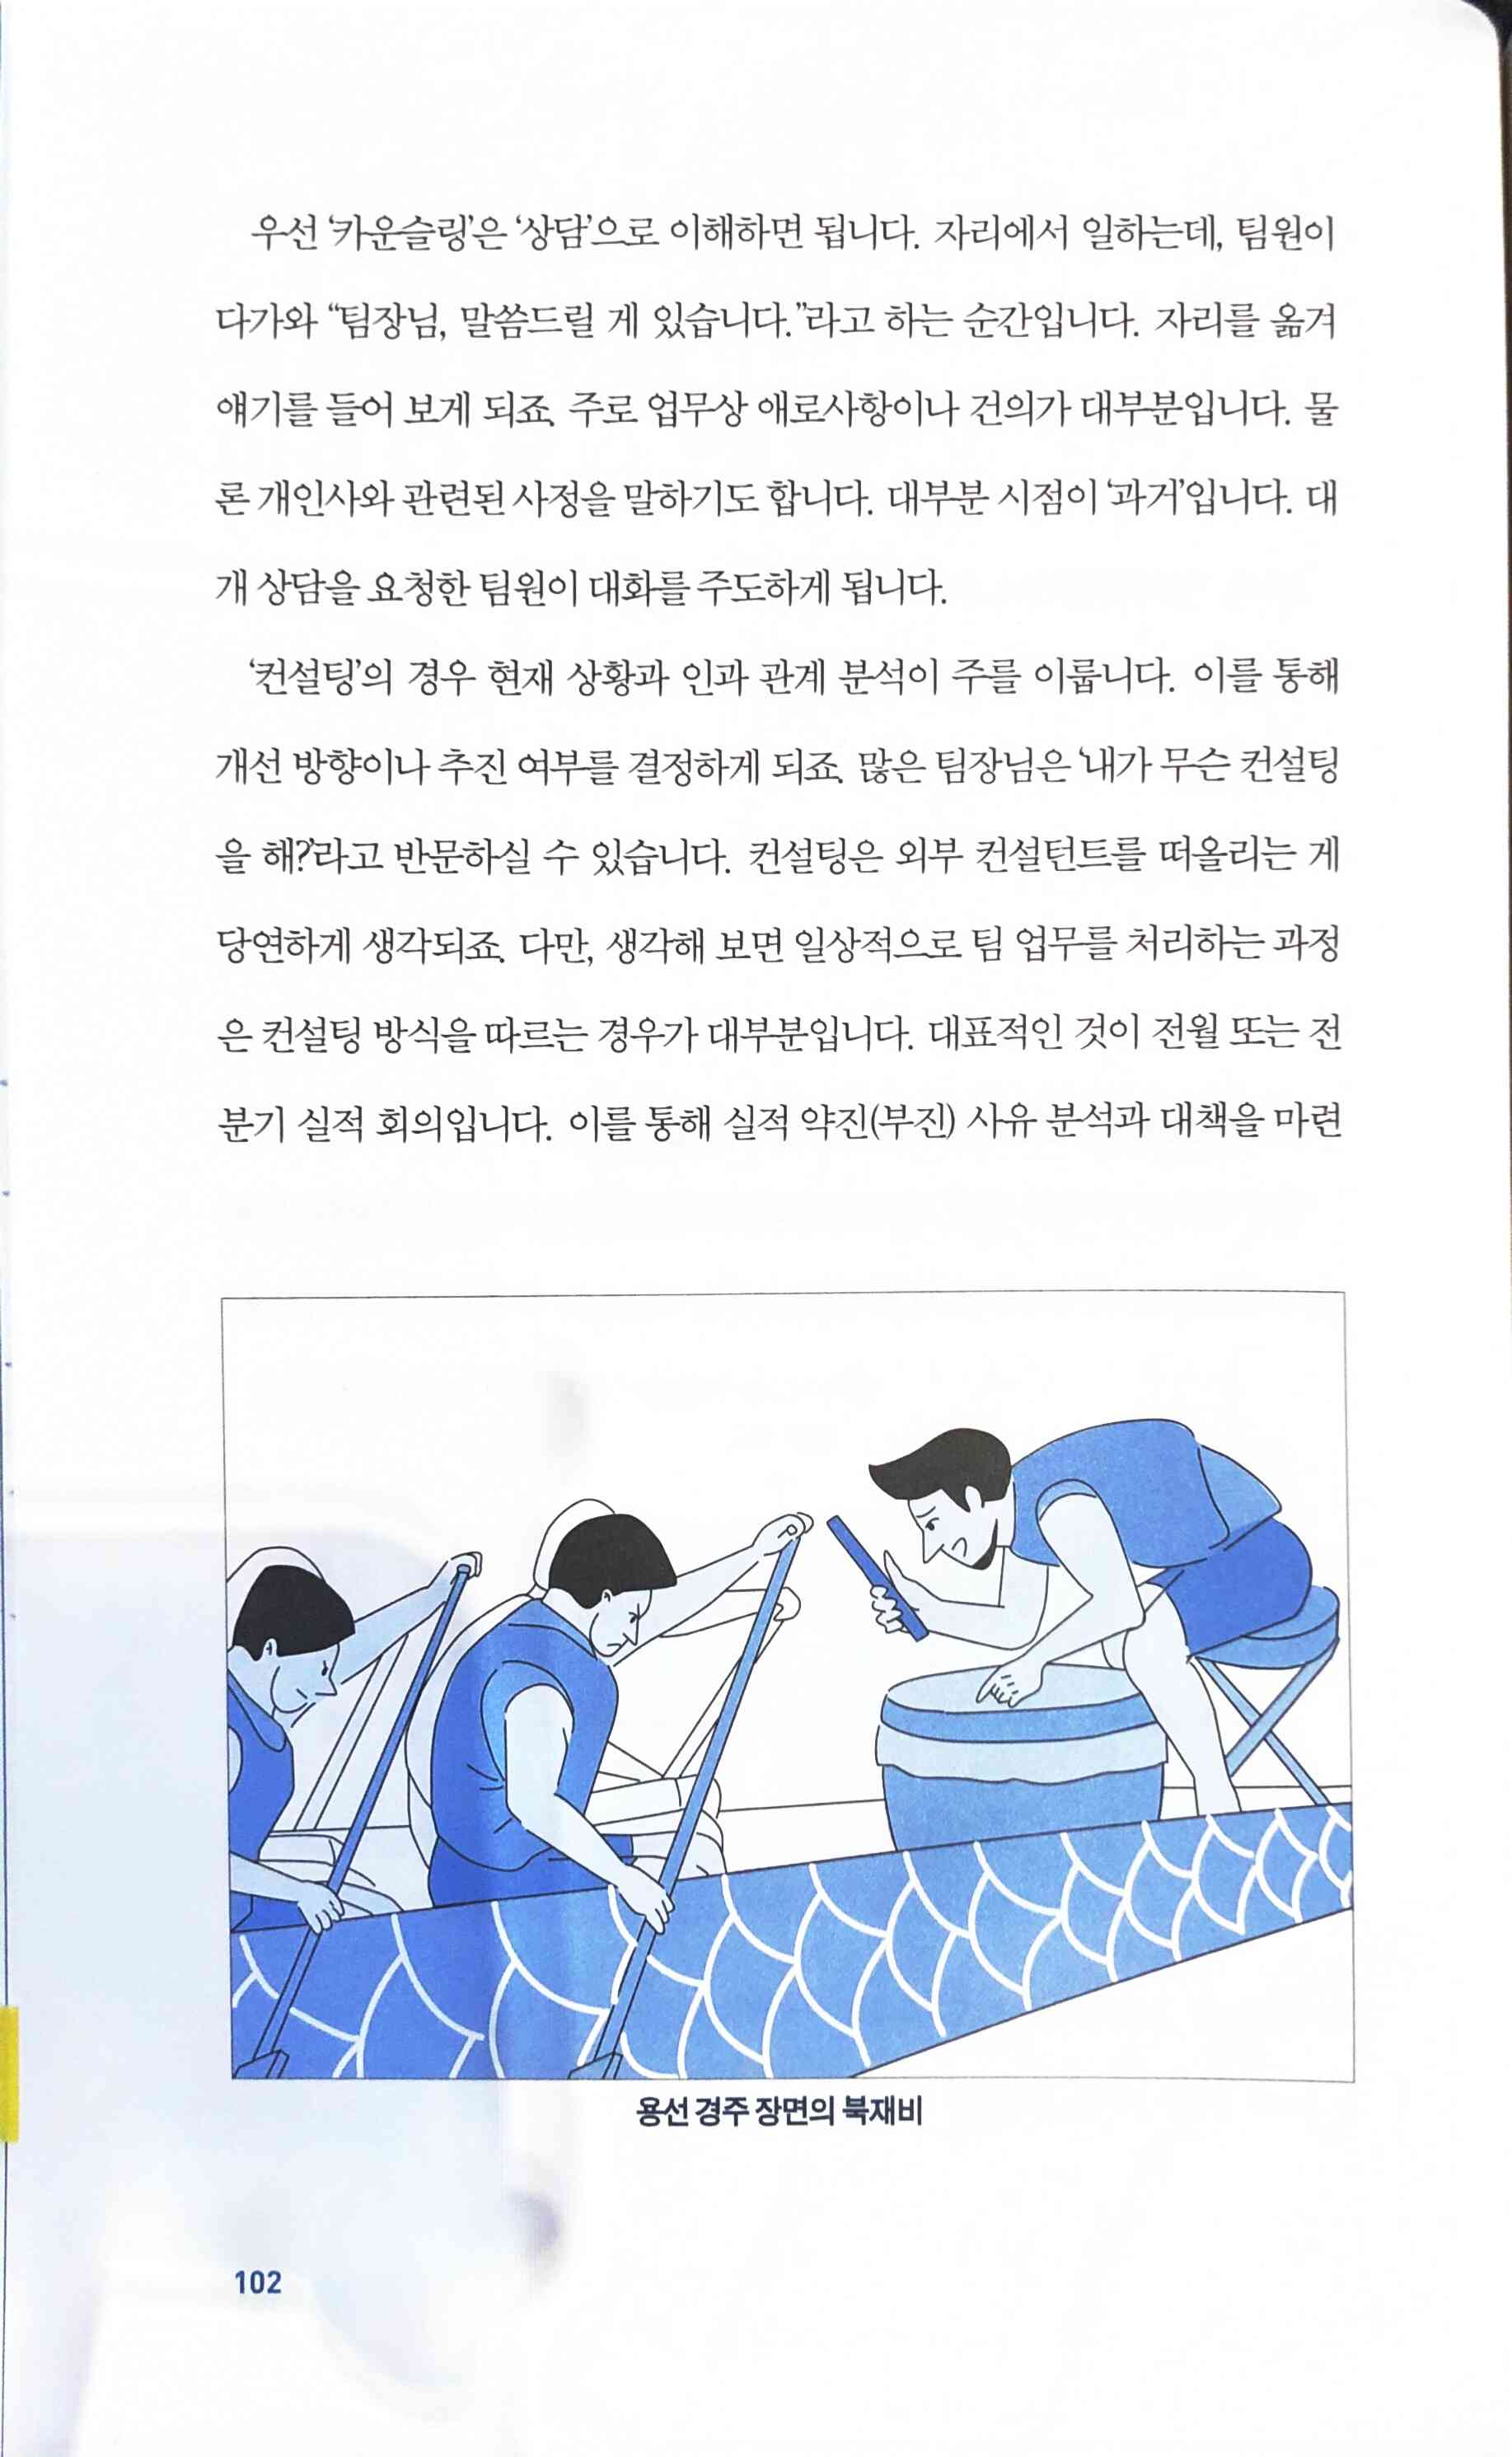 우선 ‘카운슬링’은 ‘상담’으로 이해하면 됩니다. 자리에서 일하는데, 팀원이
다가와 “팀장님, 말씀드릴 게 있습니다.”라고 하는 순간입니다. 자리를 옮겨
얘기를 들어 보게 되죠. 주로 업무상 애로사항이나 건의가 대부분입니다. 물
론 개인사와 관련된 사정을 말하기도 합니다. 대부분 시점이 ‘과거’입니다. 대
개 상담을 요청한 팀원이 대화를 주도하게 됩니다.
‘컨설팅’의 경우 현재 상황과 인과 관계 분석이 주를 이룹니다. 이를 통해
개선 방향이나 추진 여부를 결정하게 되죠. 많은 팀장님은 ‘내가 무슨 컨설팅
을 해?’라고 반문하실 수 있습니다. 컨설팅은 외부 컨설턴트를 떠올리는 게
당연하게 생각되죠. 다만, 생각해 보면 일상적으로 팀 업무를 처리하는 과정
은 컨설팅 방식을 따르는 경우가 대부분입니다. 대표적인 것이 전월 또는 전
분기 실적 회의입니다. 이를 통해 실적 약진(부진) 사유 분석과 대책을 마련
용선 경주 장면의 북재비
102